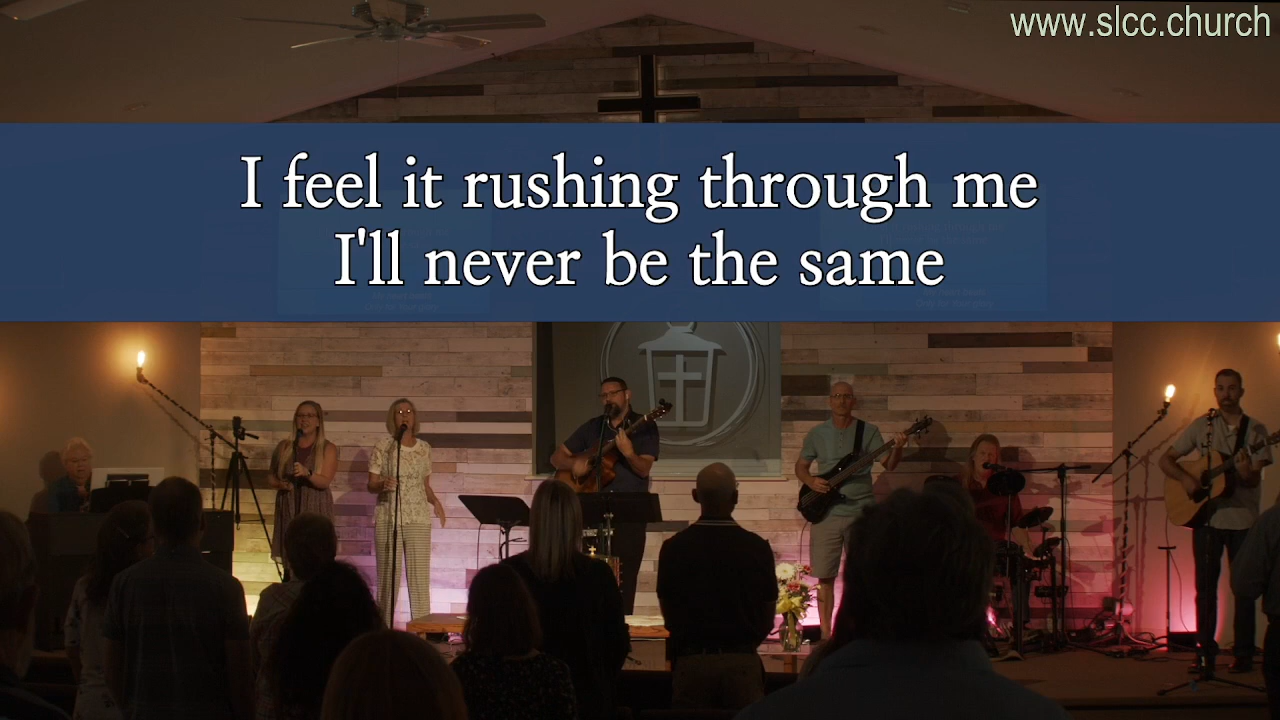 www.slcc.church
I feel it rushing through me
I'll never be the same